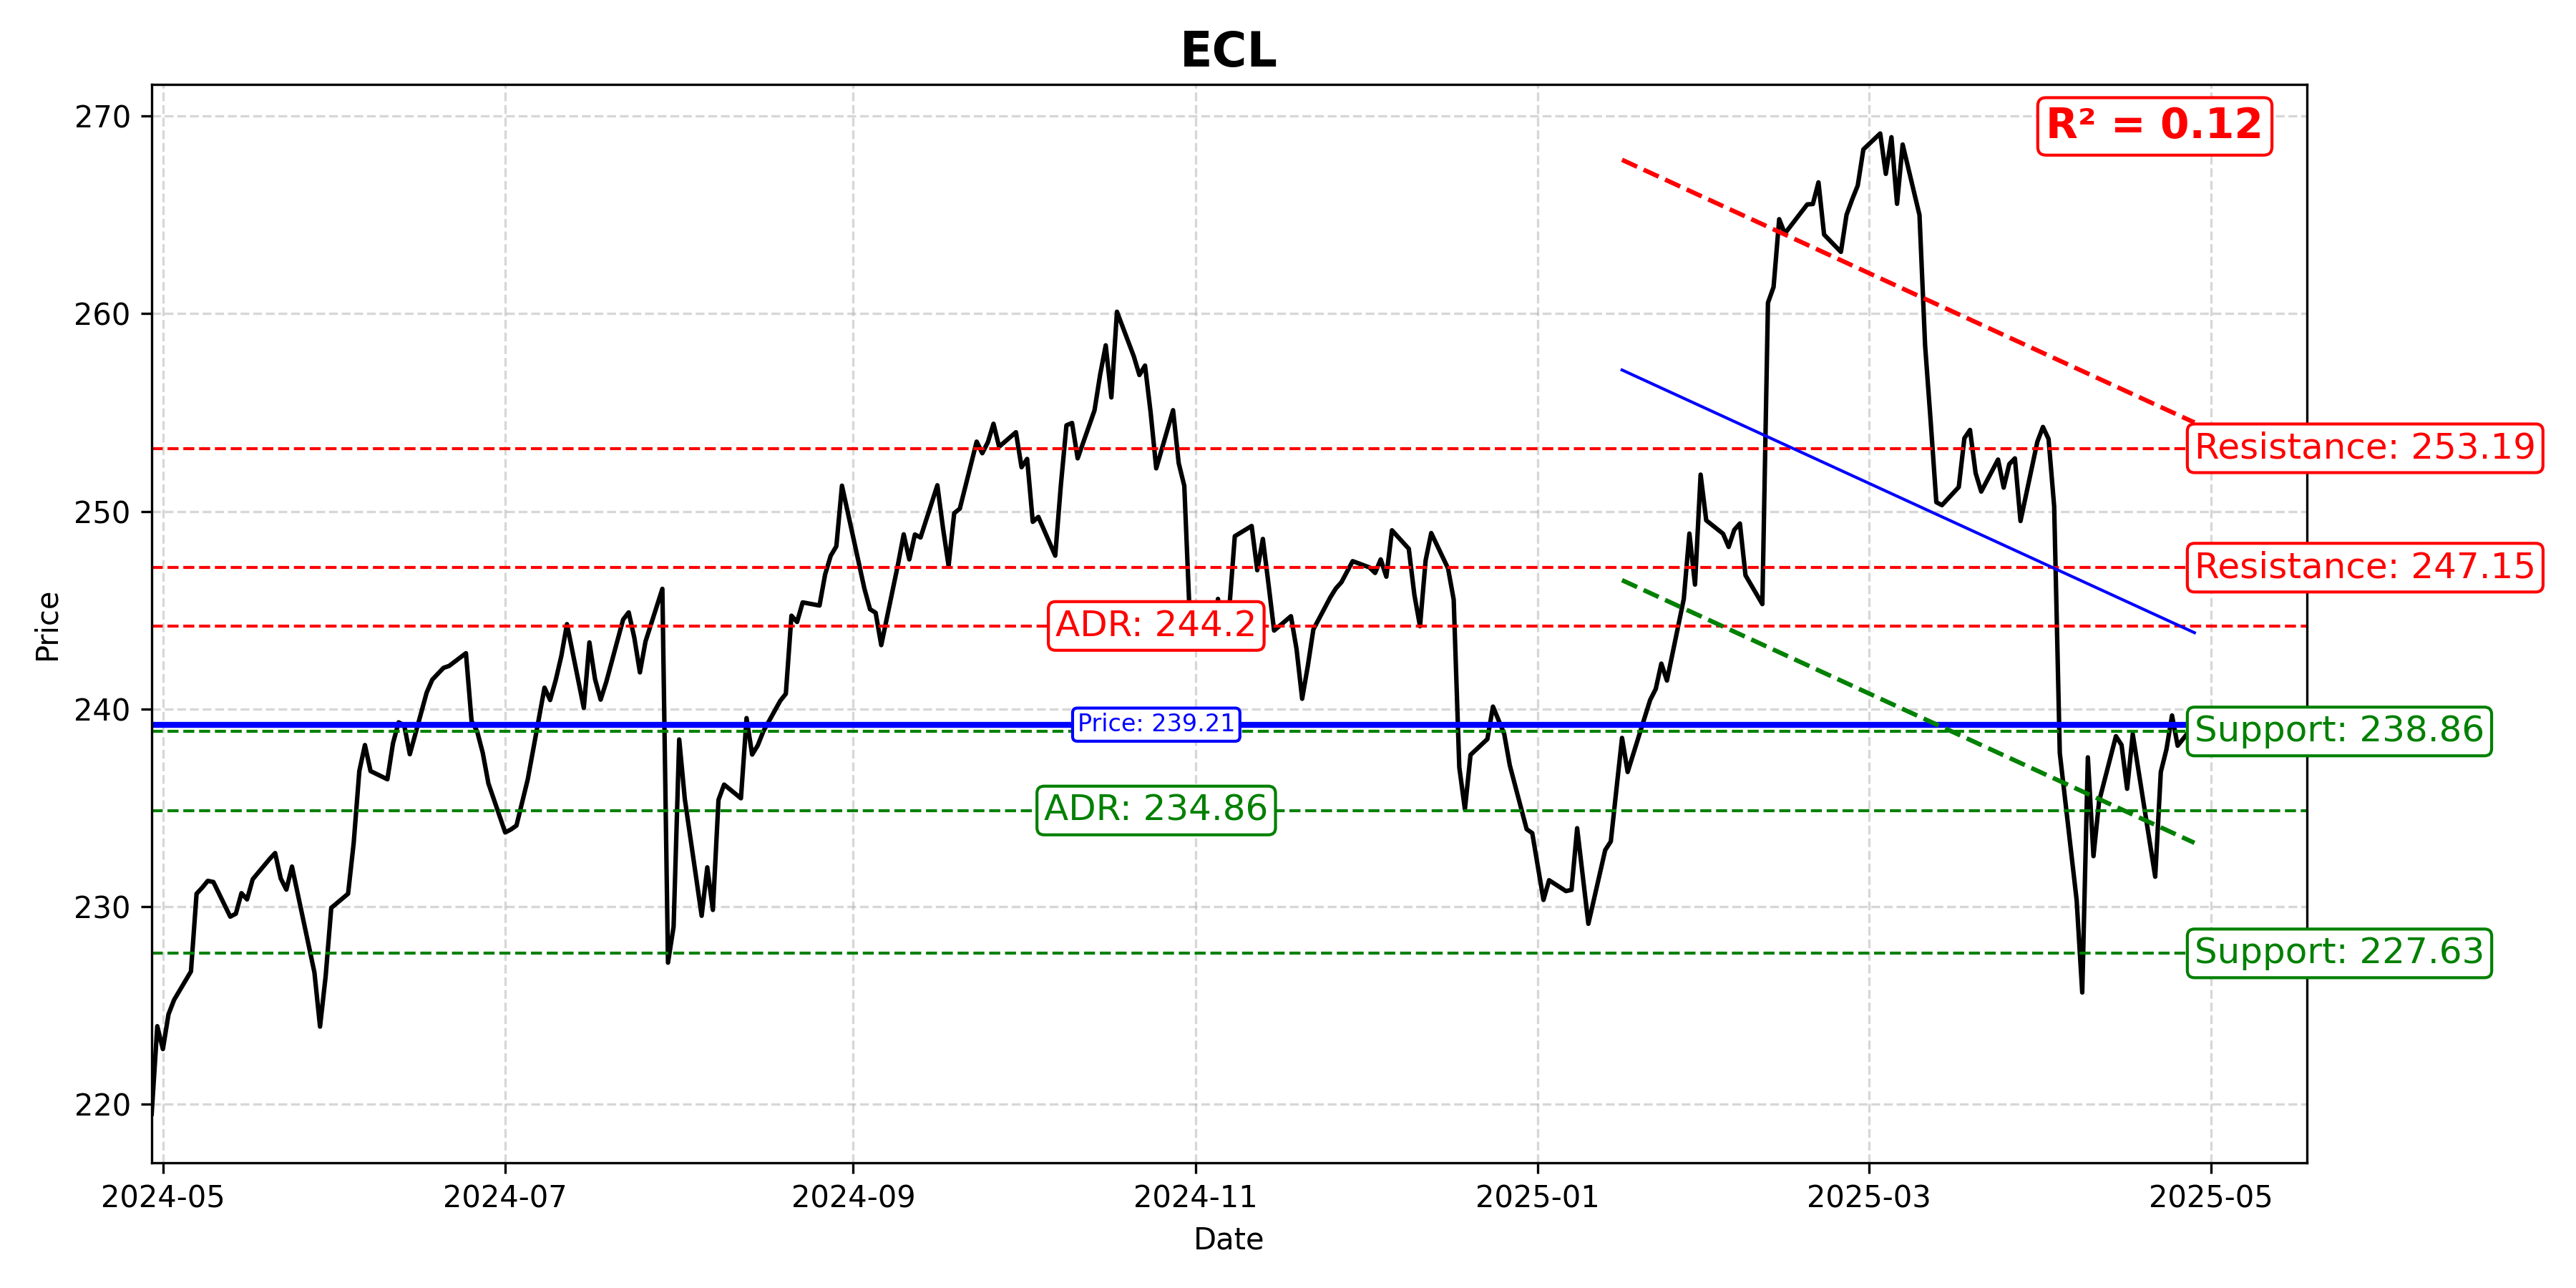 ECL
R² = 0.12
270
260
250
240
230
220
Price
Resistance: 253.19
Resistance: 247.15
ADR: 244.2
Price: 239.21
Support: 238.86
ADR: 234.86
Support: 227.63
2024-05
2024-07
2024-09
2024-11
2025-01
2025-03
2025-05
Date